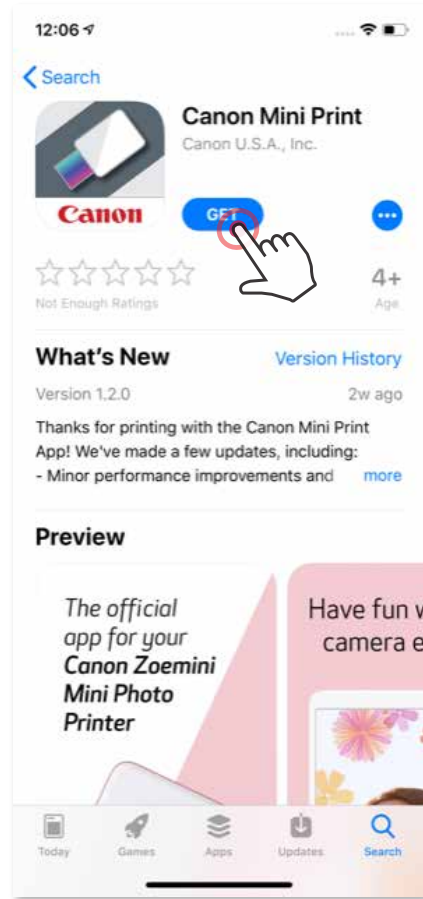 12:06
Search
Canon Mini Print
Canon U.S.A., Inc.
Canon
GET
Not Enough Ratings
4+
Age
What's New
Version History
Version 1.2.0
2w ago
Thanks for printing with the Canon Mini Print
App! We've made a few updates, including:
- Minor performance improvements and more
Preview
The official
app for your
Canon Zoemini
Mini Photo
Printer
Have fun
camera e
Today
Games
Apps
Updates
Search